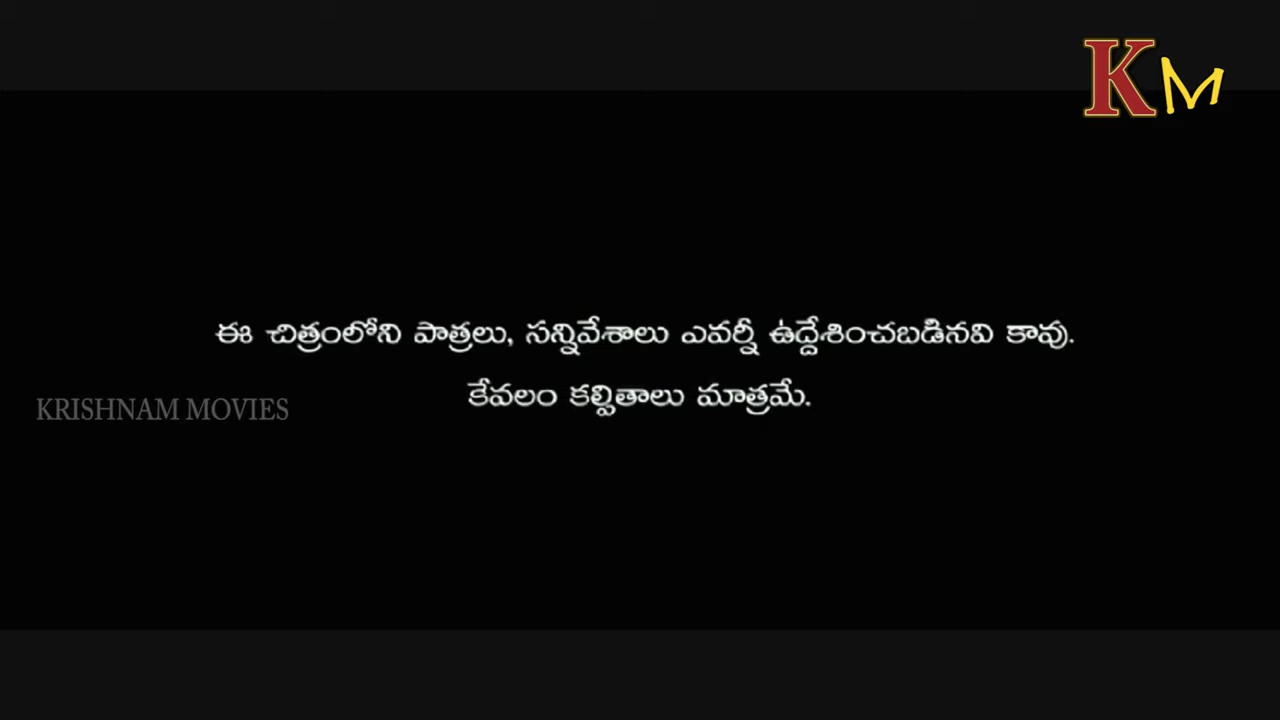 KM
ఈ చిత్రంలోని పాత్రలు, సన్నివేశాలు ఎవర్నీ ఉద్దేశించబడినవి కావు.
కేవలం కల్పితాలు మాత్రమే.
KRISHNAM MOVIES